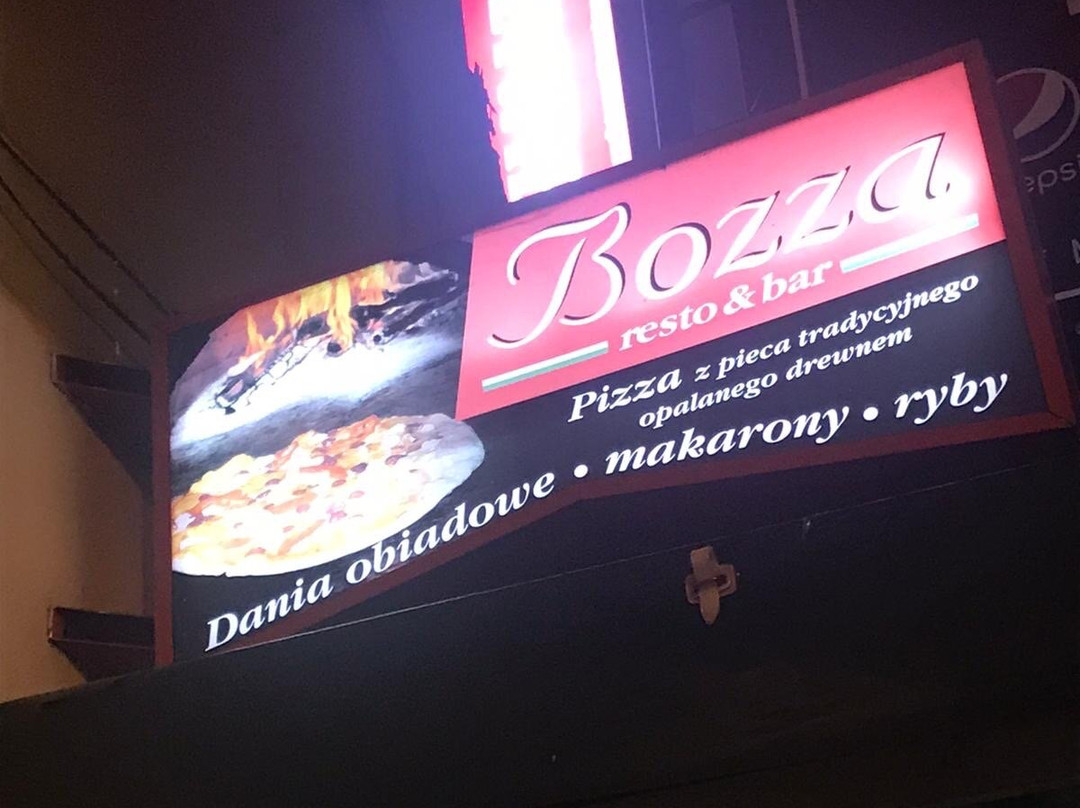 Bozza
resto & bar
Pizza z pieca tradycyjnego
opalanego drewnem
Dania obiadowe • makarony • ryby